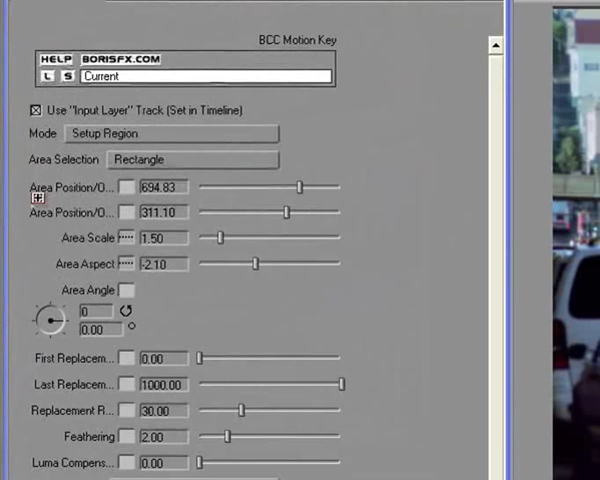 BCC Motion Key
HELP BORISFX.COM
L S Current
Use "Input Layer" Track (Set in Timeline)
Mode Setup Region
Area Selection Rectangle
Area Position/O... 694.83
Area Position/O... 311.10
Area Scale 1.50
Area Aspect -2.10
Area Angle
0
0.00
First Replacem... 0.00
Last Replacem... 1000.00
Replacement R... 30.00
Feathering 2.00
Luma Compens... 0.00